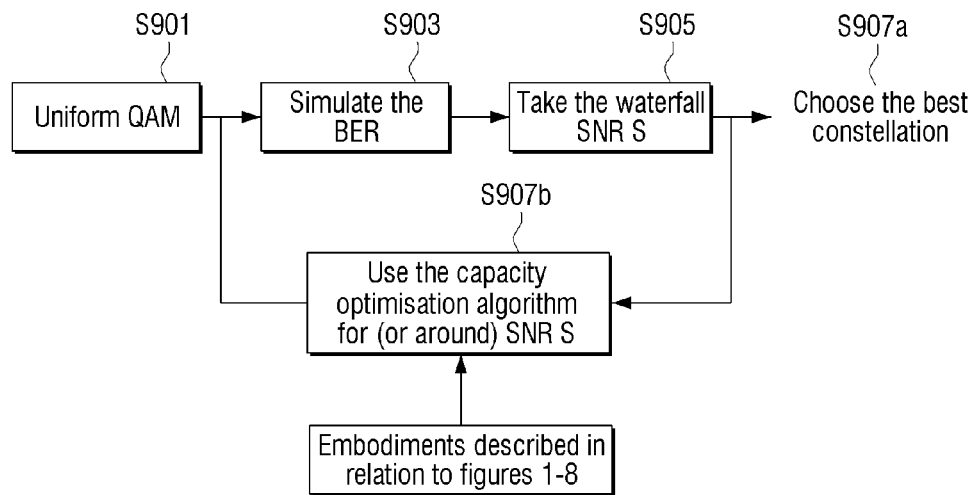 S901
S903
S905
S907a
Uniform QAM
Simulate the
BER
Take the waterfall
SNR S
Choose the best
constellation
S907b
Use the capacity
optimisation algorithm
for (or around) SNR S
Embodiments described in
relation to figures 1-8